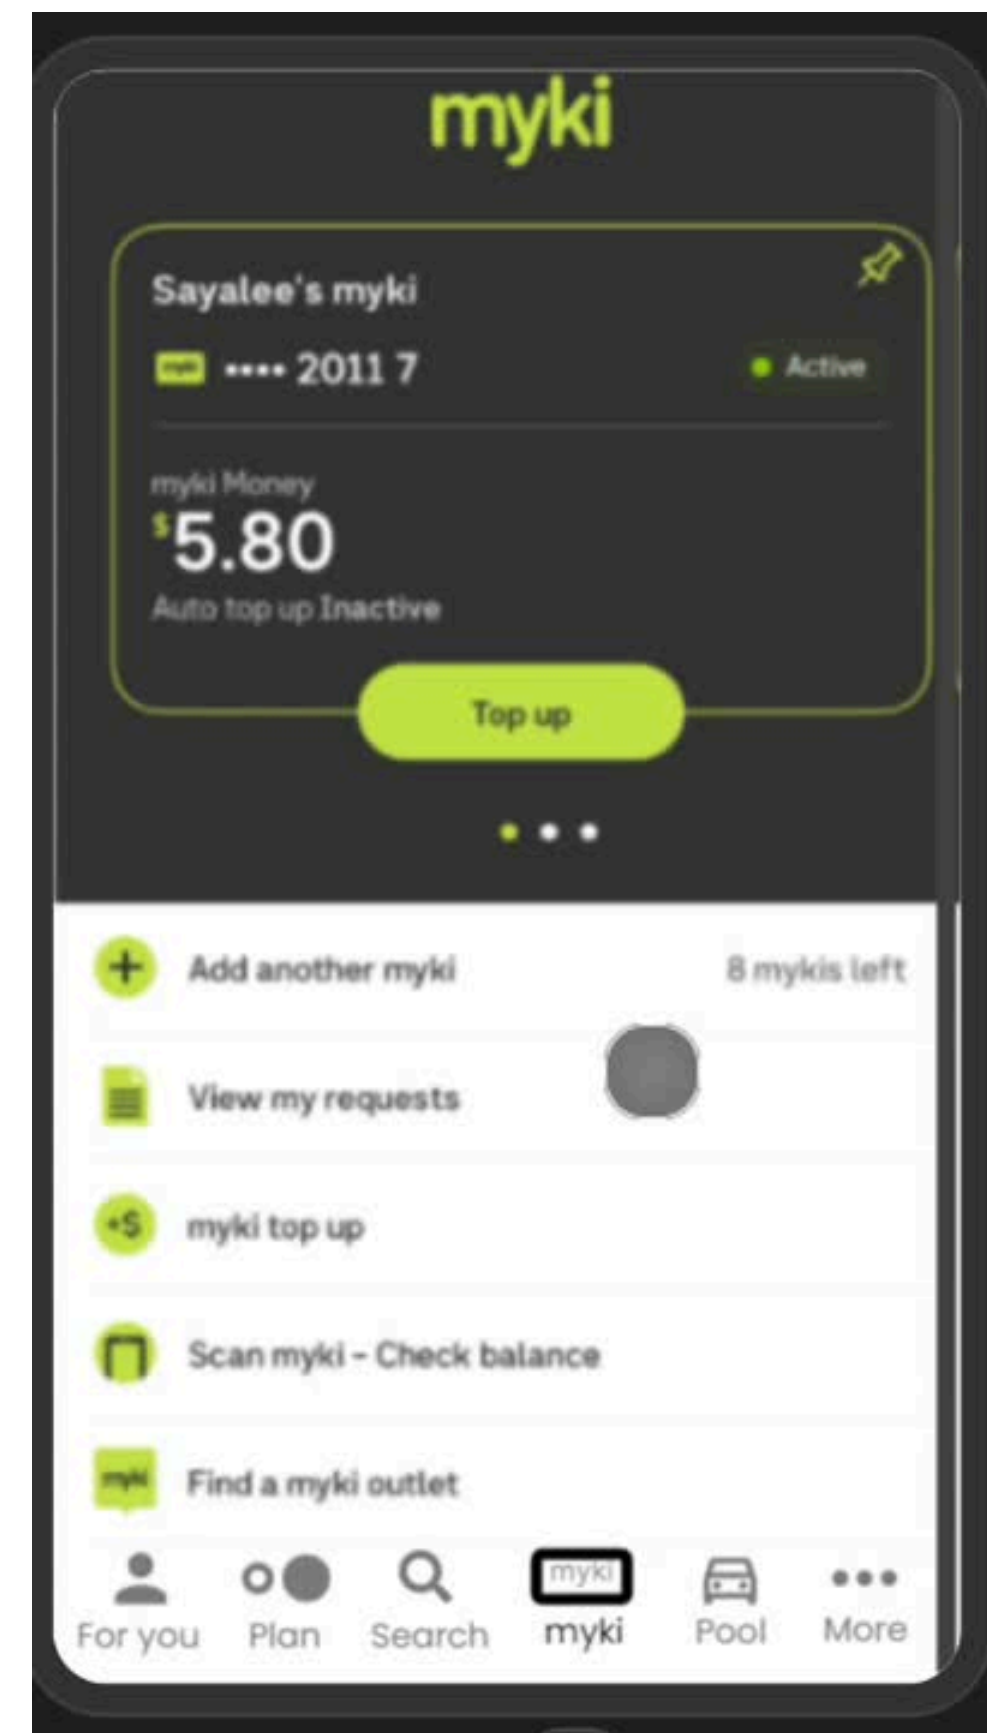 myki
Sayalee's myki
myki •••• 2011 7
Active
myki Money
$5.80
Auto top up Inactive
Top up
Add another myki
8 mykis left
View my requests
+$
myki top up
Scan myki – Check balance
myki
Find a myki outlet
myki
For you
Plan
Search
myki
Pool
More